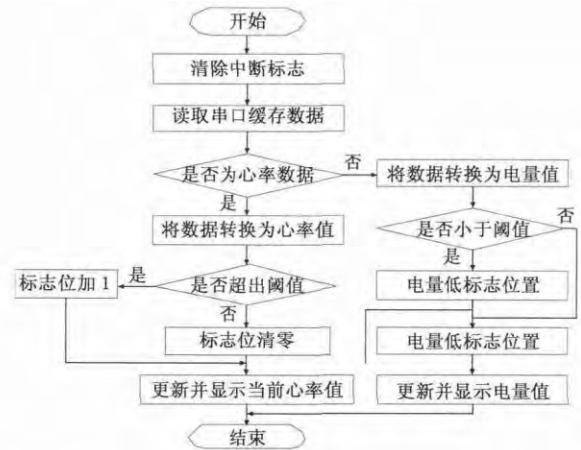 开始
清除中断标志
读取串口缓存数据
是否为心率数据
否
将数据转换为电量值
是
将数据转换为心率值
是否小于阈值
否
是
标志位加1
是
是否超出阈值
电量低标志位置
否
标志位清零
电量低标志位置
更新并显示当前心率值
更新并显示电量值
结束